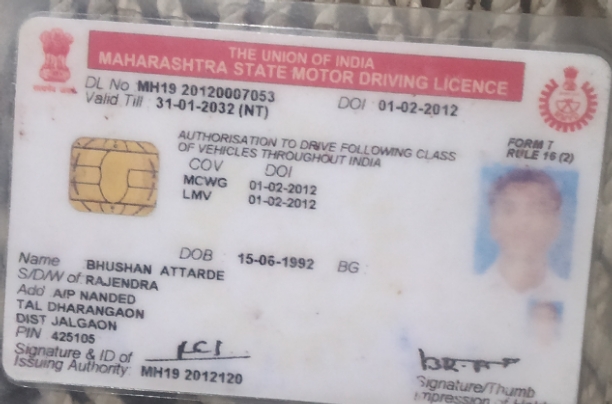 THE UNION OF INDIA
MAHARASHTRA STATE MOTOR DRIVING LICENCE
DL No MH19 20120007053 DOI 01-02-2012
Valid Till 31-01-2032 (NT)
AUTHORISATION TO DRIVE FOLLOWING CLASS
OF VEHICLES THROUGHOUT INDIA
FORM 7
RULE 16 (2)
COV DOI
MCWG 01-02-2012
LMV 01-02-2012
DOB 15-06-1992 BG
Name BHUSHAN ATTARDE
S/D/W of RAJENDRA
Add A/P NANDED
TAL DHARANGAON
DIST JALGAON
PIN 425105
Signature & ID of
Issuing Authority: MH19 2012120
Signature/Thumb
Impression of